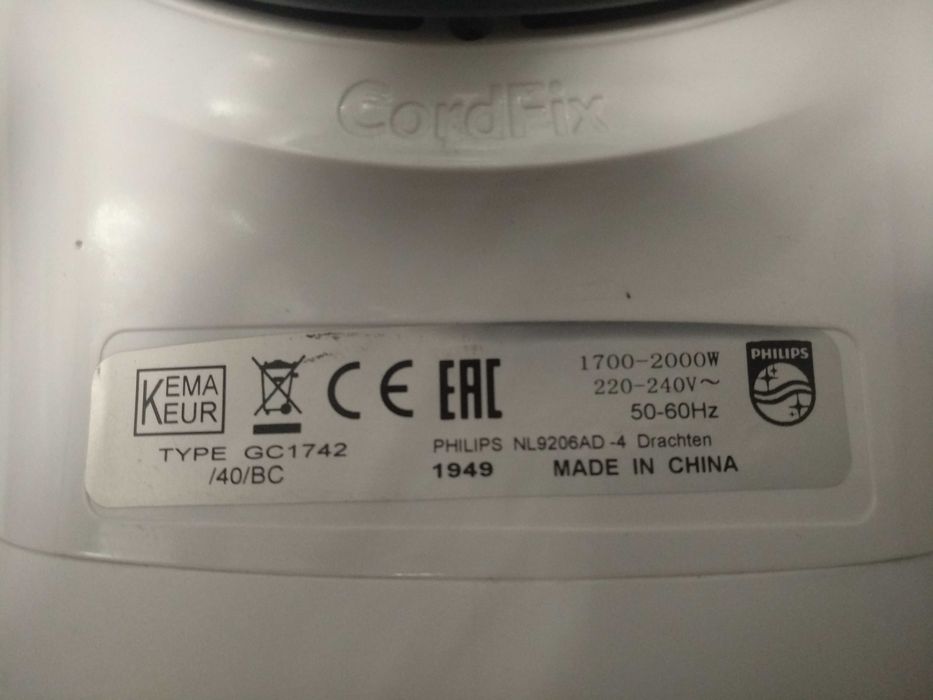 CordFix
KEMA
KEUR
CE
EAC
1700-2000W
220-240V~
50-60Hz
PHILIPS
TYPE GC1742
/40/BC
PHILIPS NL9206AD -4 Drachten
1949 MADE IN CHINA